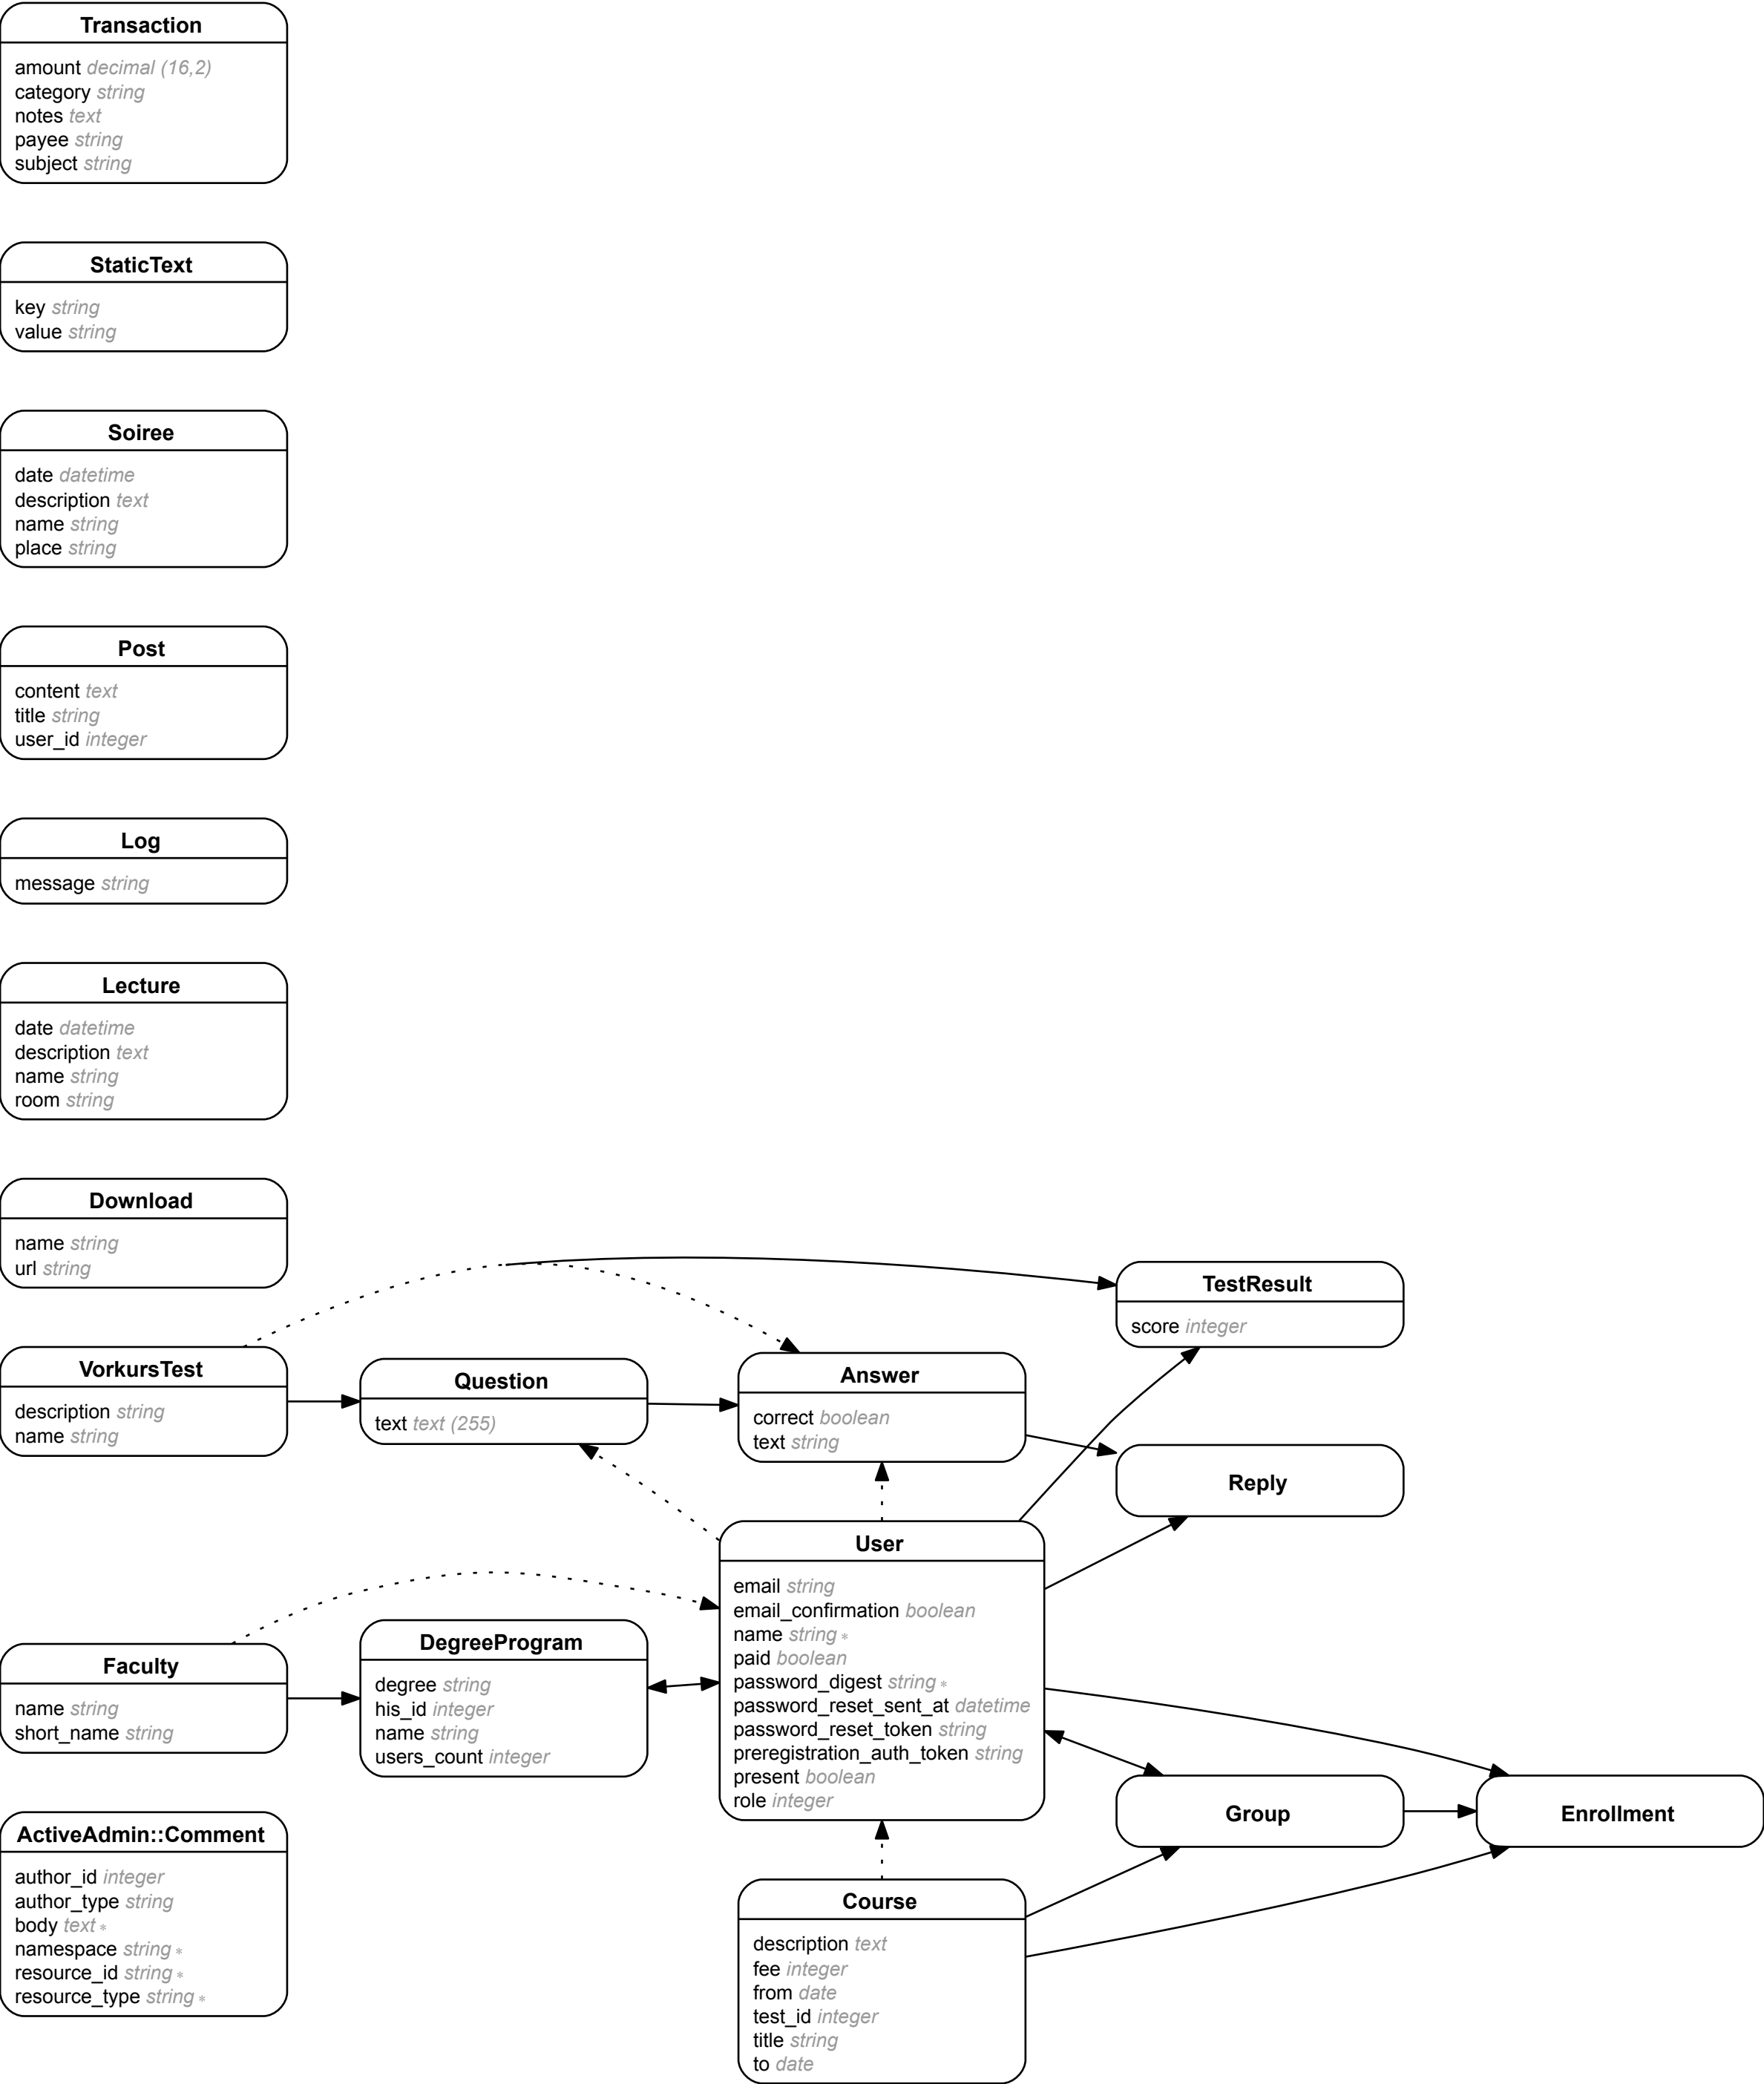 Transaction
amount decimal (16,2)
category string
notes text
payee string
subject string
StaticText
key string
value string
Soiree
date datetime
description text
name string
place string
Post
content text
title string
user_id integer
Log
message string
Lecture
date datetime
description text
name string
room string
Download
name string
url string
VorkursTest
description string
name string
Question
text text (255)
Answer
correct boolean
text string
TestResult
score integer
Reply
User
email string
email_confirmation boolean
name string *
paid boolean
password_digest string *
password_reset_sent_at datetime
password_reset_token string
preregistration_auth_token string
present boolean
role integer
Faculty
name string
short_name string
DegreeProgram
degree string
his_id integer
name string
users_count integer
Group
Enrollment
ActiveAdmin::Comment
author_id integer
author_type string
body text *
namespace string *
resource_id string *
resource_type string *
Course
description text
fee integer
from date
test_id integer
title string
to date